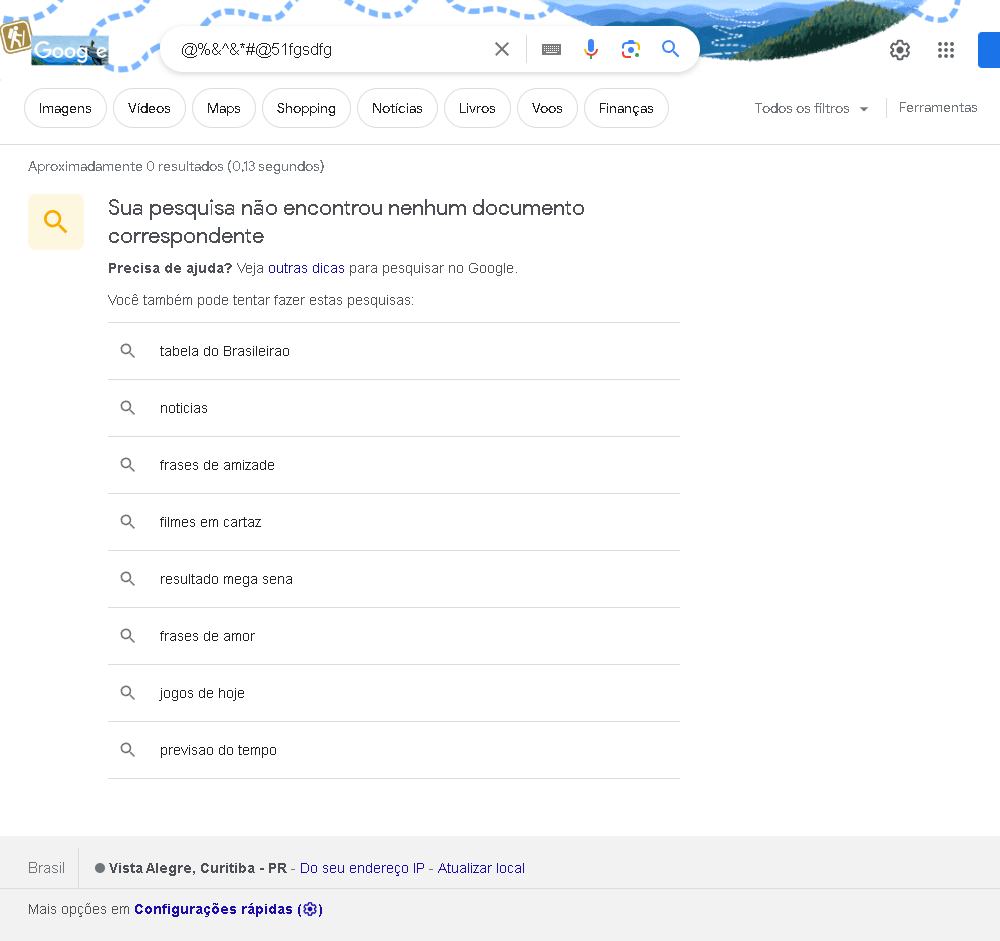 Google
@%&^&*#@51fgsdfg
Imagens Vídeos Maps Shopping Notícias Livros Voos Finanças Todos os filtros Ferramentas
Aproximadamente 0 resultados (0,13 segundos)
Sua pesquisa não encontrou nenhum documento
correspondente
Precisa de ajuda? Veja outras dicas para pesquisar no Google.
Você também pode tentar fazer estas pesquisas:
tabela do Brasileirao
noticias
frases de amizade
filmes em cartaz
resultado mega sena
frases de amor
jogos de hoje
previsao do tempo
Brasil Vista Alegre, Curitiba - PR - Do seu endereço IP - Atualizar local
Mais opções em Configurações rápidas ( )